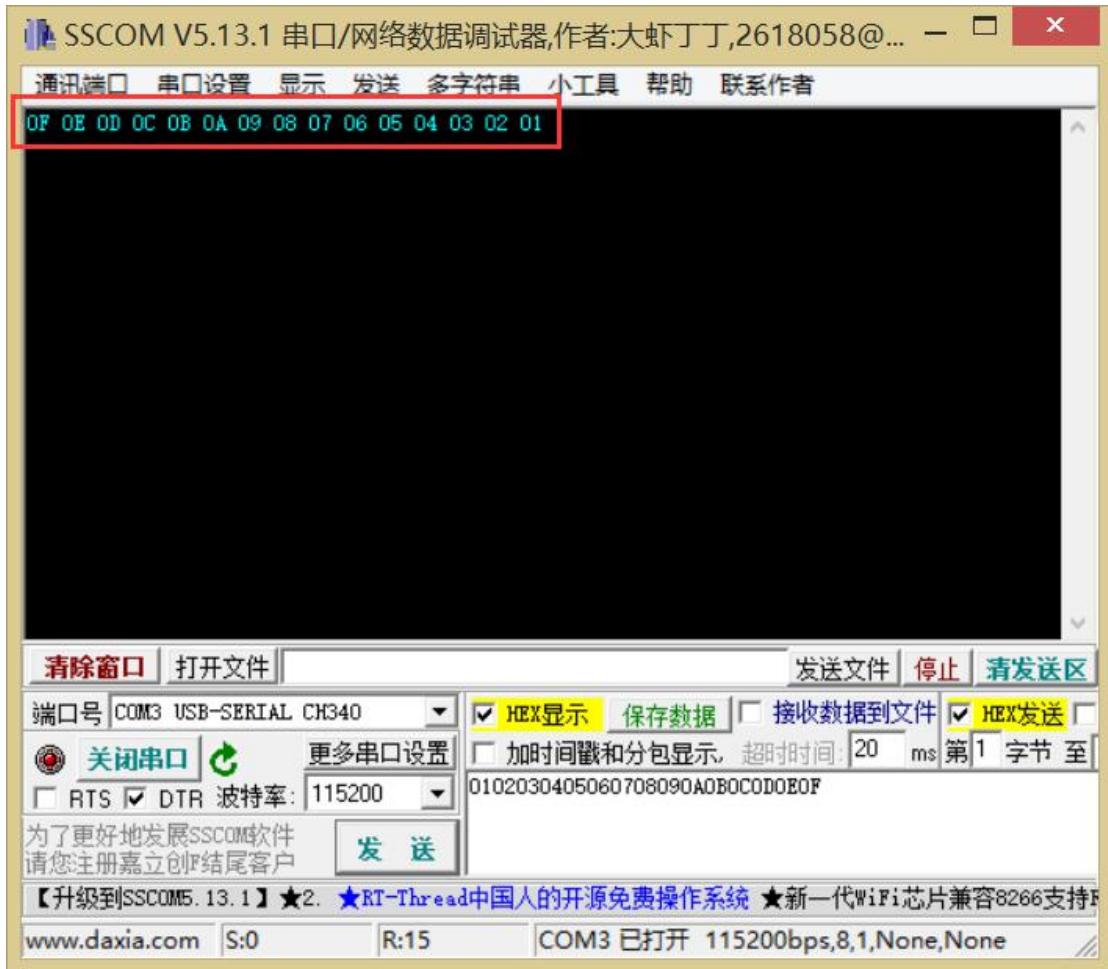 SSCOM V5.13.1 串口/网络数据调试器,作者:大虾丁丁,2618058@...
通讯端口 串口设置 显示 发送 多字符串 小工具 帮助 联系作者
0F 0E 0D 0C 0B 0A 09 08 07 06 05 04 03 02 01
清除窗口 打开文件 发送文件 停止 清发送区
端口号 COM3 USB-SERIAL CH340 HEX显示 保存数据 接收数据到文件 HEX发送
关闭串口 更多串口设置 加时间戳和分包显示, 超时时间: 20 ms 第1 字节 至
RTS DTR 波特率: 115200
0102030405060708090A0B0C0D0E0F
为了更好地发展SSCOM软件
请您注册嘉立创F结尾客户
发 送
【升级到SSCOM5.13.1】★2. ★RT-Thread中国人的开源免费操作系统 ★新一代WiFi芯片兼容8266支持
www.daxia.com S:0 R:15 COM3 已打开 115200bps,8,1,None,None